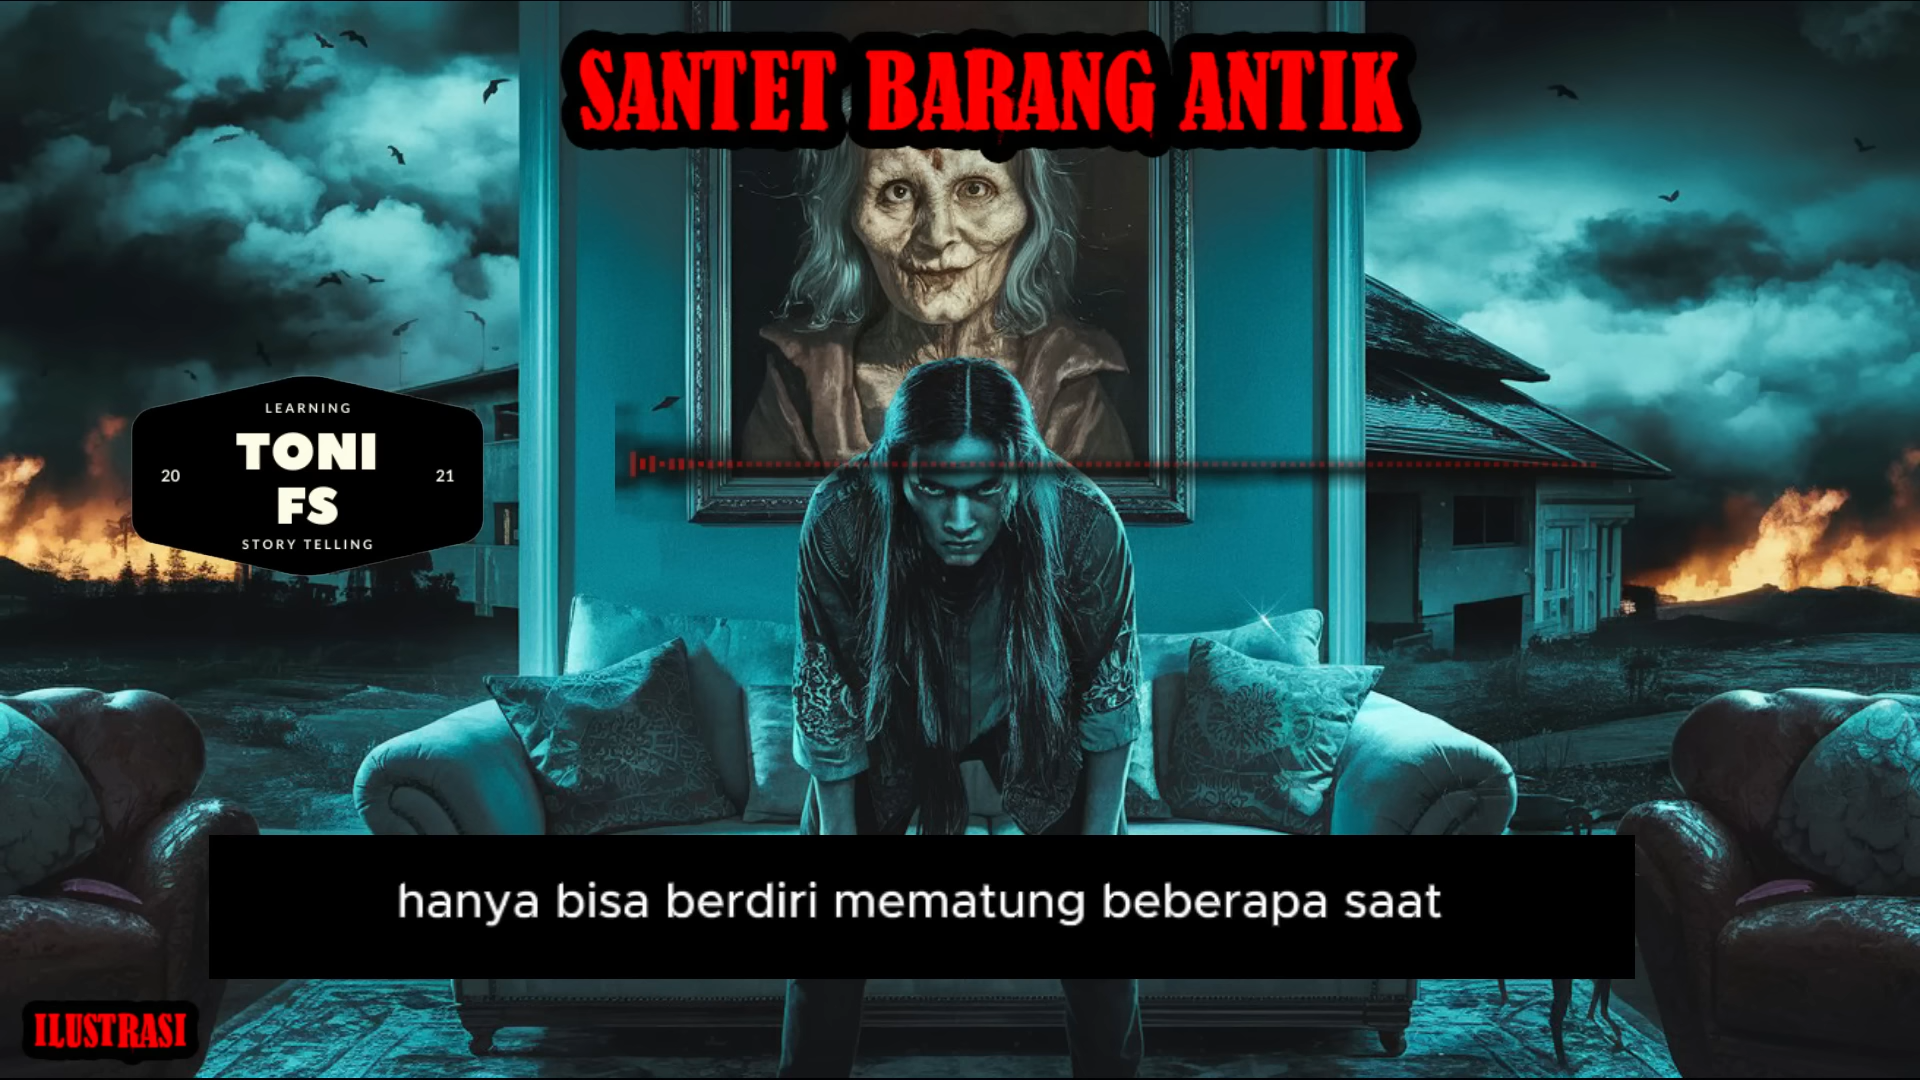 SANTET BARANG ANTIK
LEARNING
TONI
20
21
FS
STORY TELLING
hanya bisa berdiri mematung beberapa saat
ILUSTRASI